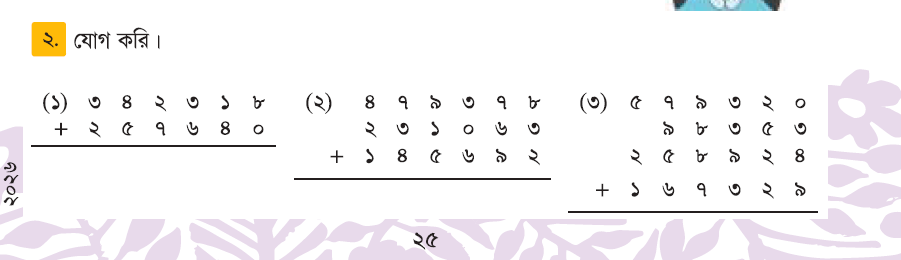 ২. যোগ করি।
(১) ৩ ৪ ২ ৩ ১ ৮
+ ২ ৫ ৭ ৬ ৪ ০
(২) ৪ ৭ ৯ ৩ ৭ ৮
২ ৩ ১ ০ ৬ ৩
+ ১ ৪ ৫ ৬ ৯ ২
(৩) ৫ ৭ ৯ ৩ ২ ০
৯ ৮ ৩ ৫ ৩
২ ৫ ৮ ৯ ২ ৪
+ ১ ৬ ৭ ৩ ২ ৯
২০২৬
২৫